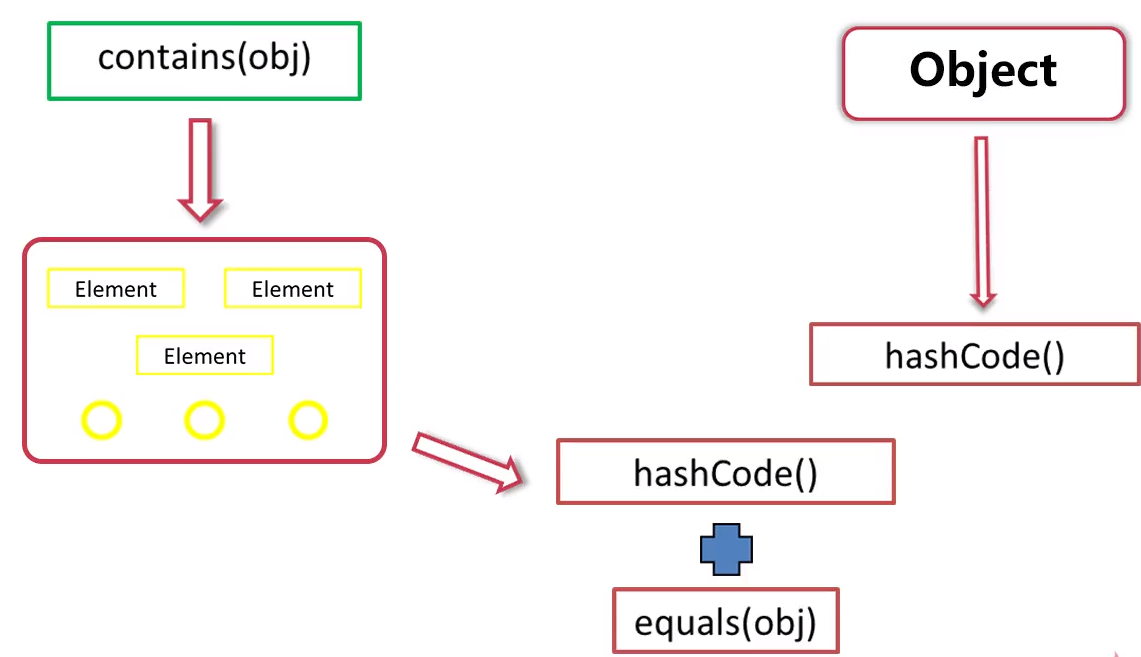 contains(obj)
Object
Element
Element
Element
hashCode()
hashCode()
equals(obj)